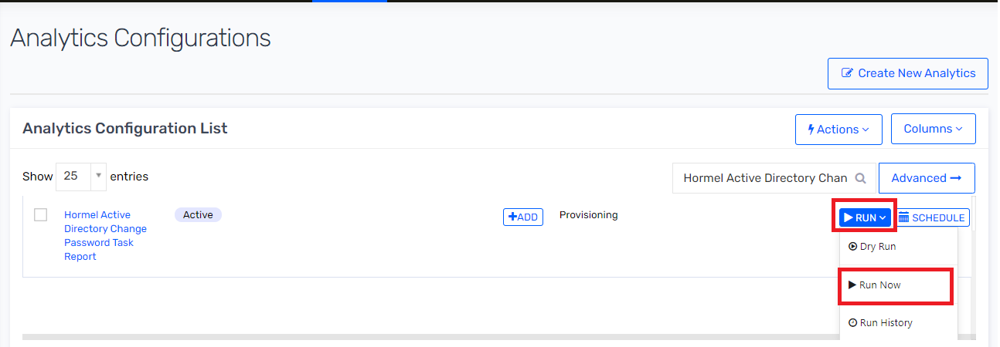 Analytics Configurations
Create New Analytics
Analytics Configuration List
Actions
Columns
Show 25 entries
Hormel Active Directory Chan
Advanced
Hormel Active
Directory Change
Password Task
Report
Active
ADD
Provisioning
RUN
SCHEDULE
Dry Run
Run Now
Run History